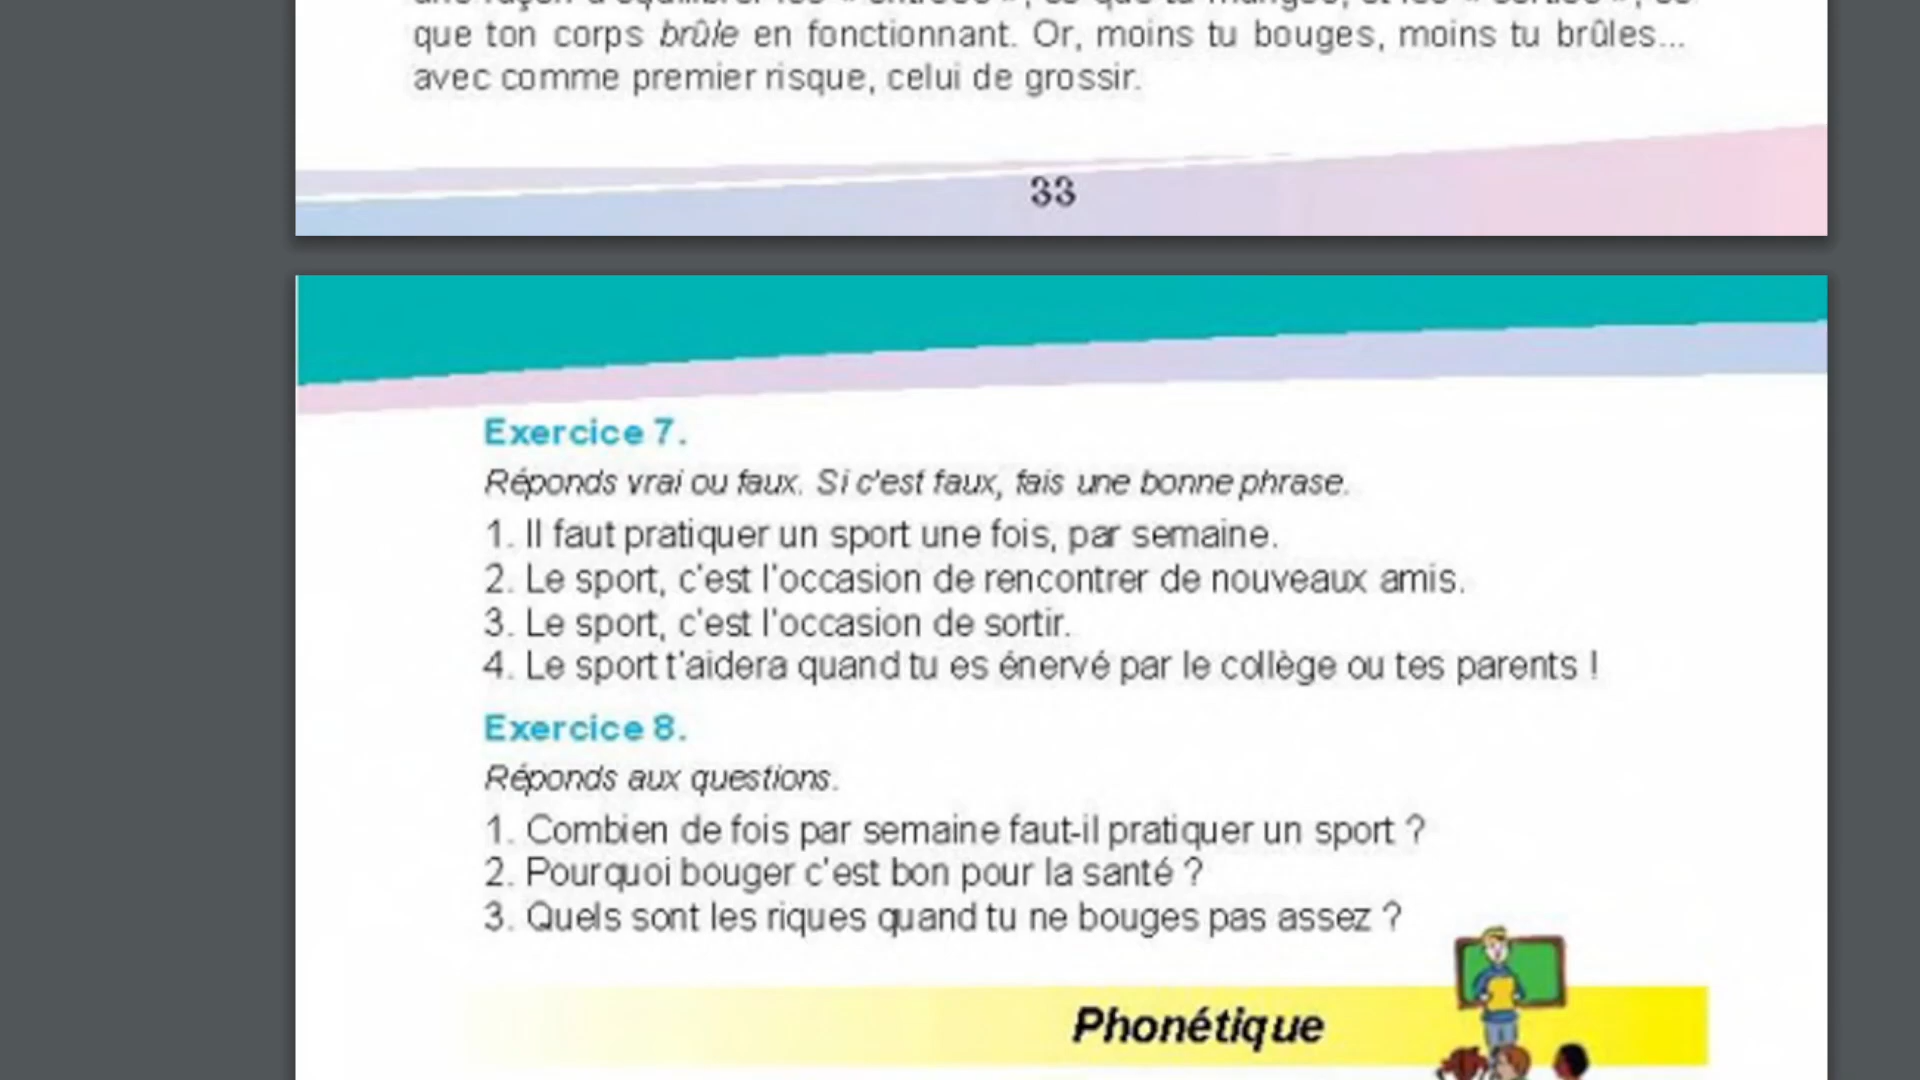 que ton corps brûle en fonctionnant. Or, moins tu bouges, moins tu brûles...
avec comme premier risque, celui de grossir.
33
Exercice 7.
Réponds vrai ou faux. Si c'est faux, fais une bonne phrase.
1. Il faut pratiquer un sport une fois, par semaine.
2. Le sport, c'est l'occasion de rencontrer de nouveaux amis.
3. Le sport, c'est l'occasion de sortir.
4. Le sport t'aidera quand tu es énervé par le collège ou tes parents !
Exercice 8.
Réponds aux questions.
1. Combien de fois par semaine faut-il pratiquer un sport ?
2. Pourquoi bouger c'est bon pour la santé ?
3. Quels sont les riques quand tu ne bouges pas assez ?
Phonétique